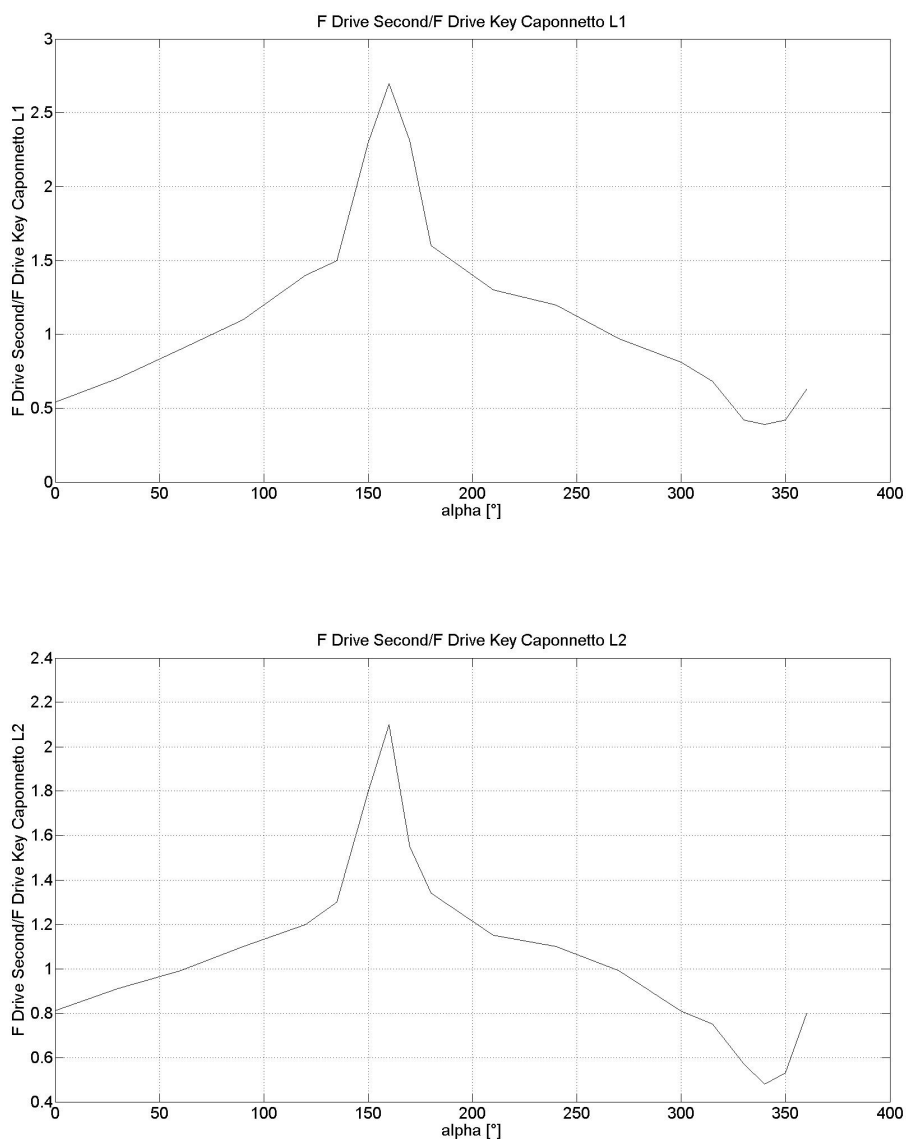 F Drive Second/F Drive Key Caponnetto L1
F Drive Second/F Drive Key Caponnetto L1
3
2.5
2
1.5
1
0.5
0
0 50 100 150 200 250 300 350 400
alpha [°]
F Drive Second/F Drive Key Caponnetto L2
F Drive Second/F Drive Key Caponnetto L2
2.4
2.2
2
1.8
1.6
1.4
1.2
1
0.8
0.6
0.4
0 50 100 150 200 250 300 350 400
alpha [°]